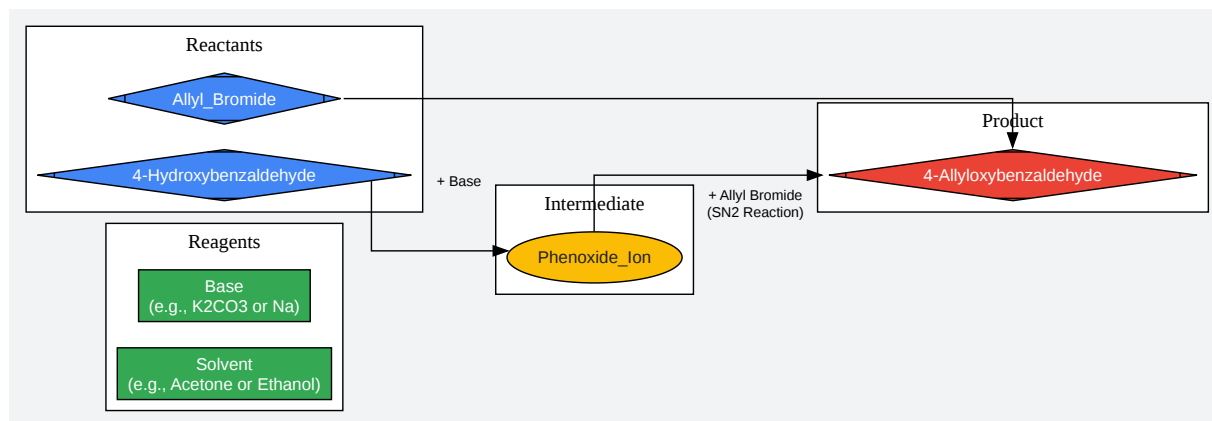 Reactants
Allyl_Bromide
4-Hydroxybenzaldehyde
+ Base
Reagents
Base
(e.g., K2CO3 or Na)
Solvent
(e.g., Acetone or Ethanol)
Intermediate
Phenoxide_Ion
+ Allyl Bromide
(SN2 Reaction)
Product
4-Allyloxybenzaldehyde